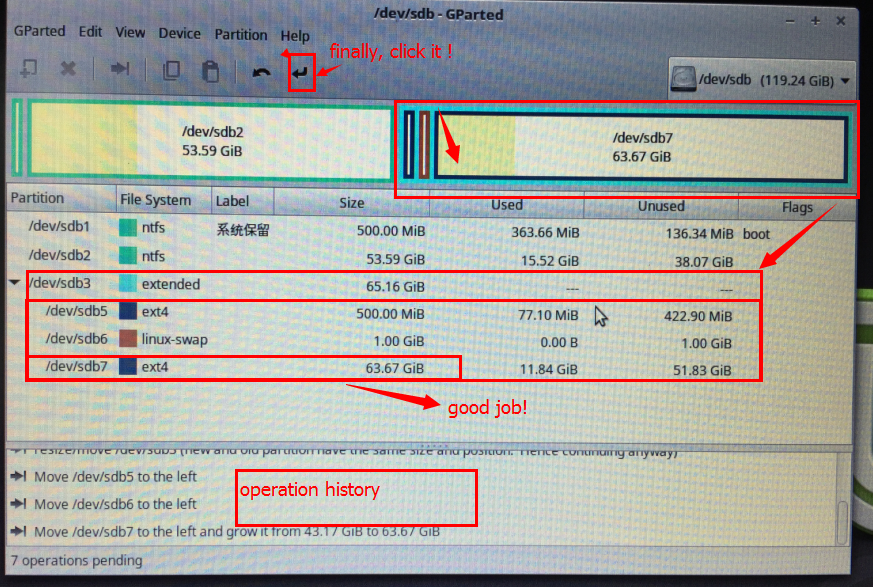 /dev/sdb - GParted
GParted Edit View Device Partition Help
finally, click it !
/dev/sdb (119.24 GiB)
/dev/sdb2
53.59 GiB
/dev/sdb7
63.67 GiB
Partition File System Label Size Used Unused Flags
/dev/sdb1 ntfs 系统保留 500.00 MiB 363.66 MiB 136.34 MiB boot
/dev/sdb2 ntfs 53.59 GiB 15.52 GiB 38.07 GiB
/dev/sdb3 extended 65.16 GiB --- ---
/dev/sdb5 ext4 500.00 MiB 77.10 MiB 422.90 MiB
/dev/sdb6 linux-swap 1.00 GiB 0.00 B 1.00 GiB
/dev/sdb7 ext4 63.67 GiB 11.84 GiB 51.83 GiB
good job!
resize/move /dev/sdb3 (new and old partition have the same size and position. Hence continuing anyway)
Move /dev/sdb5 to the left
operation history
Move /dev/sdb6 to the left
Move /dev/sdb7 to the left and grow it from 43.17 GiB to 63.67 GiB
7 operations pending